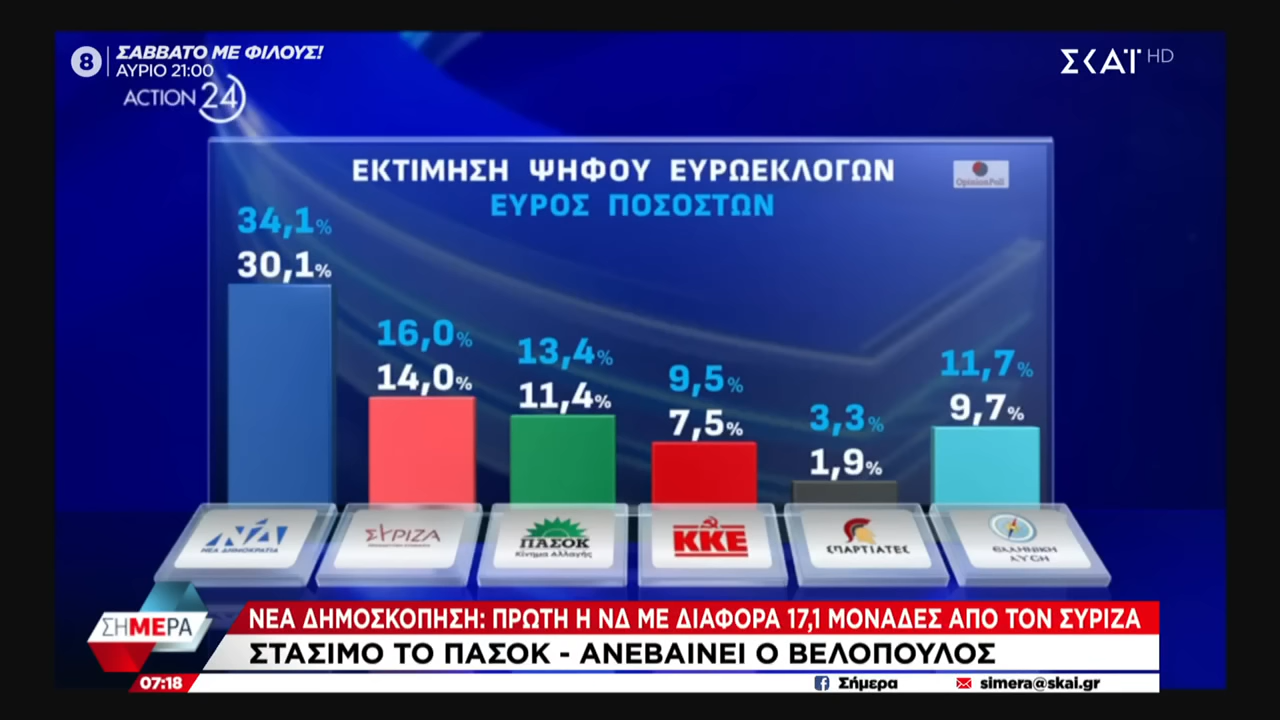 8 ΣΑΒΒΑΤΟ ΜΕ ΦΙΛΟΥΣ!
ΑΥΡΙΟ 21:00
ACTION 24
ΣΚΑΪ HD
ΕΚΤΙΜΗΣΗ ΨΗΦΟΥ ΕΥΡΩΕΚΛΟΓΩΝ
ΕΥΡΟΣ ΠΟΣΟΣΤΩΝ
OpinionPoll
34,1%
30,1%
16,0%
14,0%
13,4%
11,4%
9,5%
7,5%
3,3%
1,9%
11,7%
9,7%
ΝΔ
ΝΕΑ ΔΗΜΟΚΡΑΤΙΑ
ΣΥΡΙΖΑ
ΠΑΣΟΚ
Κίνημα Αλλαγής
ΚΚΕ
ΣΠΑΡΤΙΑΤΕΣ
ΕΛΛΗΝΙΚΗ
ΛΥΣΗ
ΣΗΜΕΡΑ
ΝΕΑ ΔΗΜΟΣΚΟΠΗΣΗ: ΠΡΩΤΗ Η ΝΔ ΜΕ ΔΙΑΦΟΡΑ 17,1 ΜΟΝΑΔΕΣ ΑΠΟ ΤΟΝ ΣΥΡΙΖΑ
ΣΤΑΣΙΜΟ ΤΟ ΠΑΣΟΚ - ΑΝΕΒΑΙΝΕΙ Ο ΒΕΛΟΠΟΥΛΟΣ
07:18
Σήμερα
simera@skai.gr